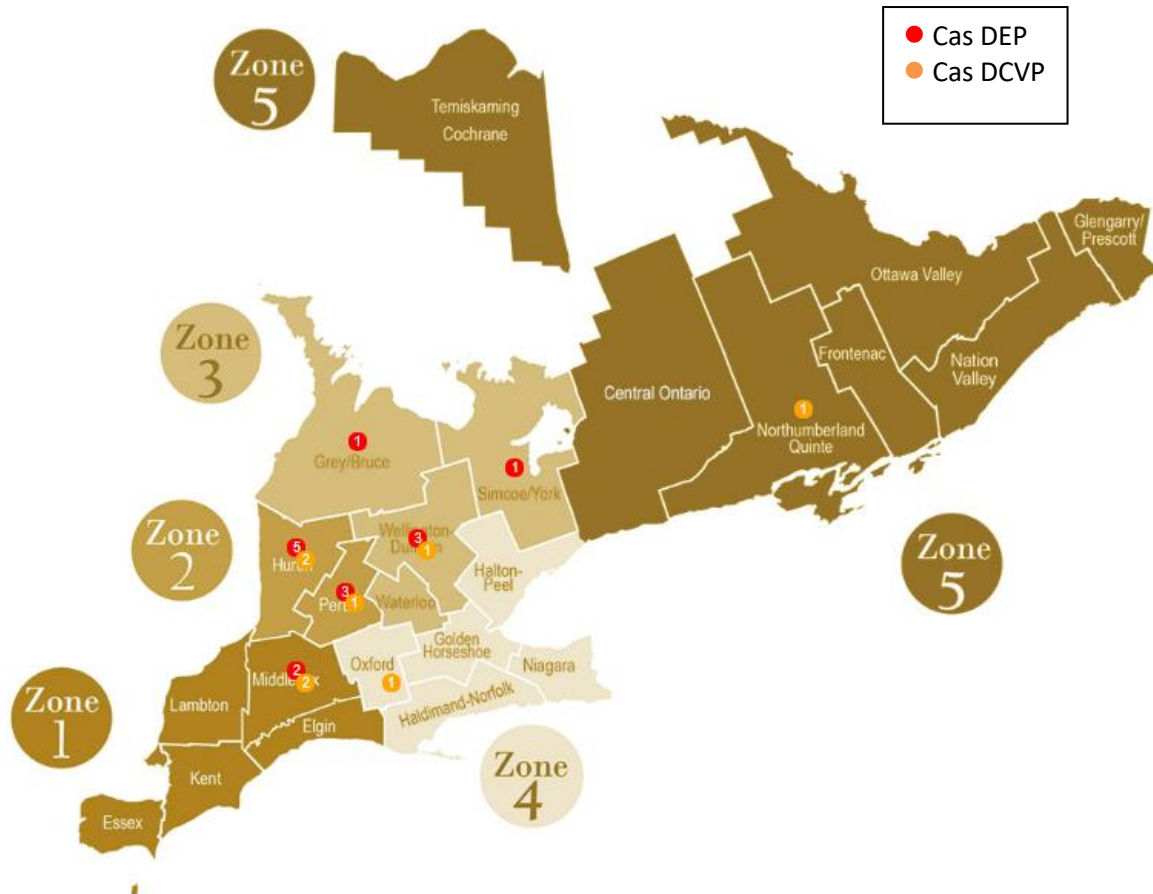 Cas DEP
Cas DCVP
Zone
5
Temiskaming
Cochrane
Glengarry/
Prescott
Ottawa Valley
Zone
3
Frontenac
Nation
Valley
Central Ontario
1
Northumberland
Quinte
1
Grey/Bruce
1
Simcoe/York
Zone
2
5
2
3
Wellington-
1
Halton-
Peel
Zone
5
3
1
Waterloo
Golden
Horseshoe
Niagara
2
2
Oxford
1
Lambton
Haldimand-Norfolk
Zone
1
Elgin
Zone
4
Kent
Essex